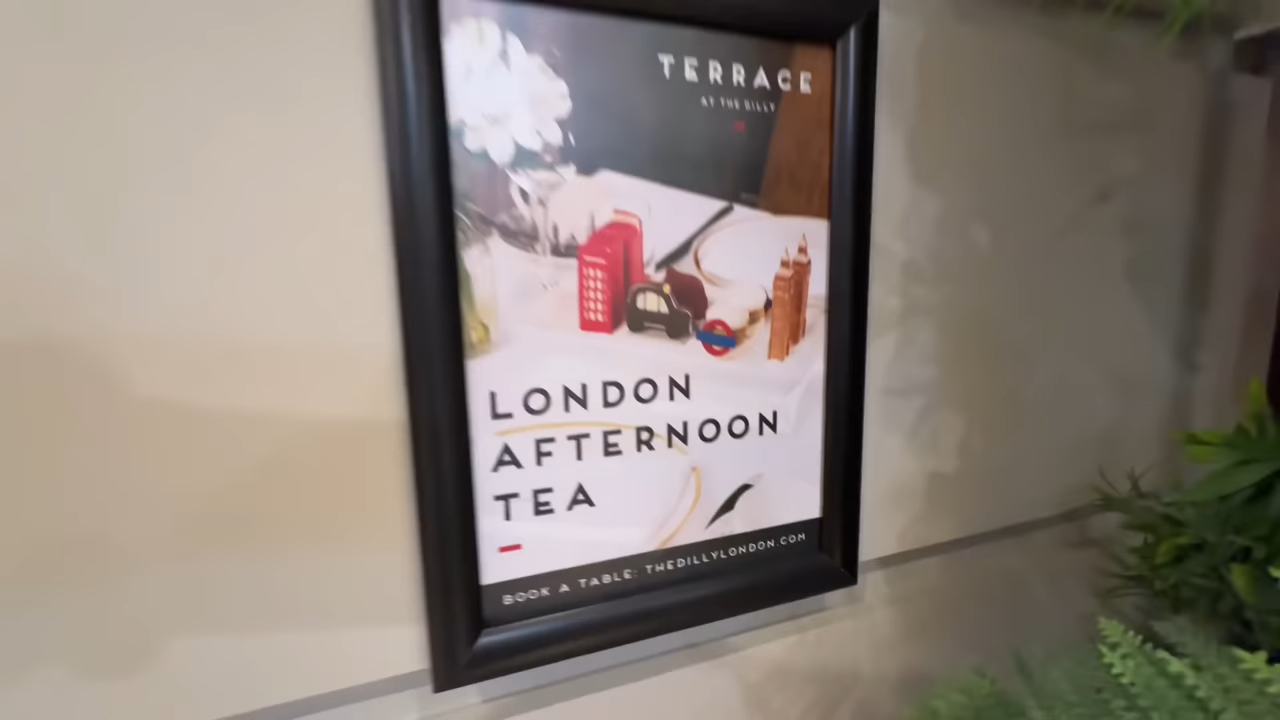 TERRACE
AT THE DILLY
LONDON
AFTERNOON
TEA
BOOK A TABLE: THEDILLYLONDON.COM